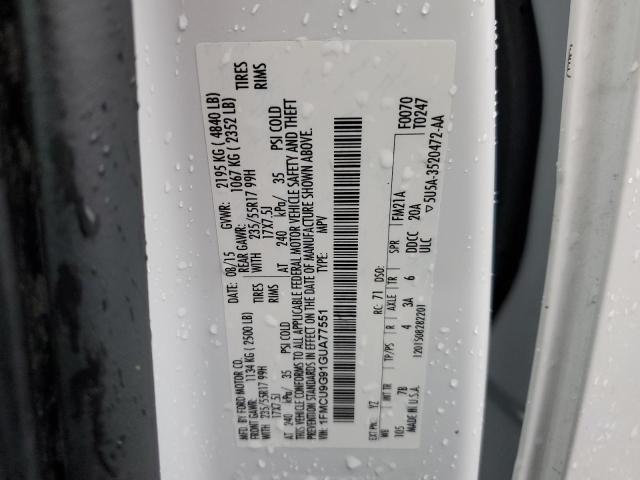 MFD. BY FORD MOTOR CO. DATE: 08/15 GVWR: 2195 KG ( 4840 LB)
FRONT GAWR: 1134 KG ( 2500 LB) REAR GAWR: 1067 KG ( 2352 LB)
WITH 235/55R17 99H TIRES WITH 235/55R17 99H TIRES
17X7.5J RIMS 17X7.5J RIMS
AT 240 kPa/ 35 PSI COLD AT 240 kPa/ 35 PSI COLD
THIS VEHICLE CONFORMS TO ALL APPLICABLE FEDERAL MOTOR VEHICLE SAFETY AND THEFT
PREVENTION STANDARDS IN EFFECT ON THE DATE OF MANUFACTURE SHOWN ABOVE.
VIN: 1FMCU9G91GUA77551 TYPE: MPV
F0070
T0247
EXT PNT: YZ RC: 71 DSO:
WB INT TR TP/PS R AXLE TR SPR FM21A
105 7B 4 3A 6 DDCC 20A
MADE IN U.S.A. ULC
1201508282201
▽5U5A-3520472-AA